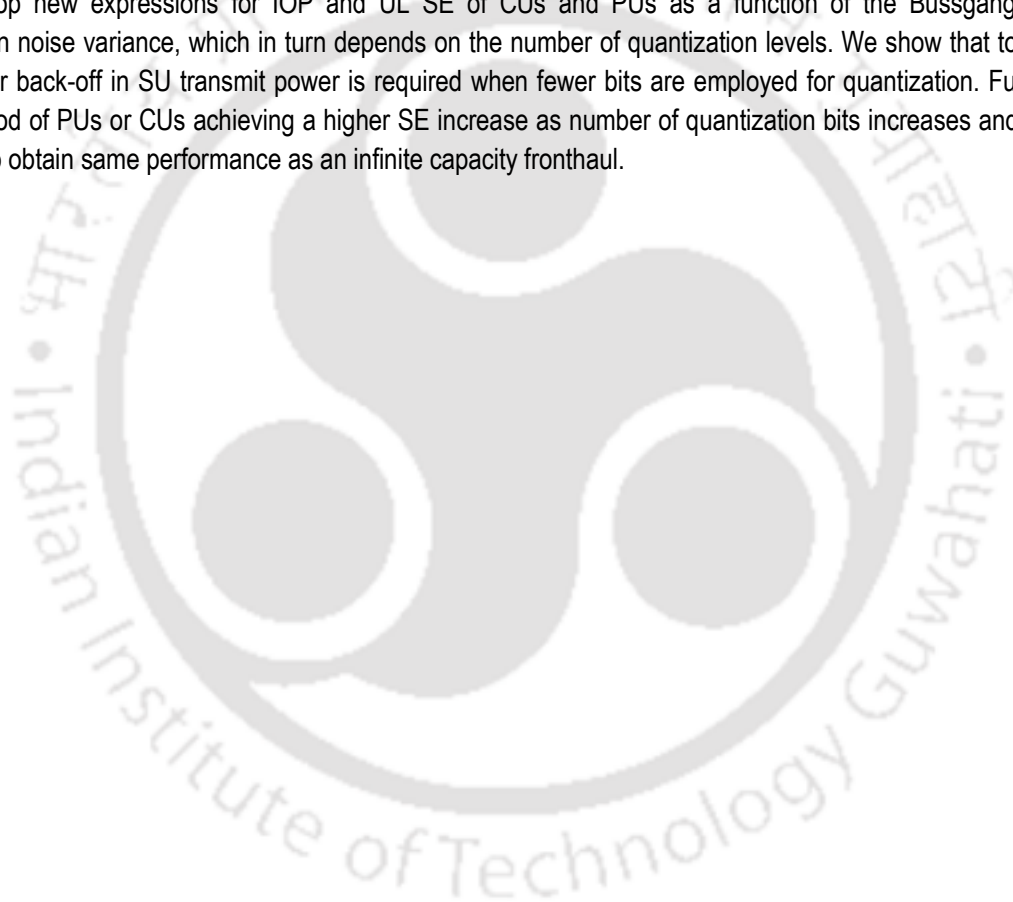 op new expressions for IOP and UL SE of CUs and PUs as a function of the Bussgang
n noise variance, which in turn depends on the number of quantization levels. We show that to
r back-off in SU transmit power is required when fewer bits are employed for quantization. Fu
od of PUs or CUs achieving a higher SE increase as number of quantization bits increases and
o obtain same performance as an infinite capacity fronthaul.
Indian Institute of Technology Guwahati